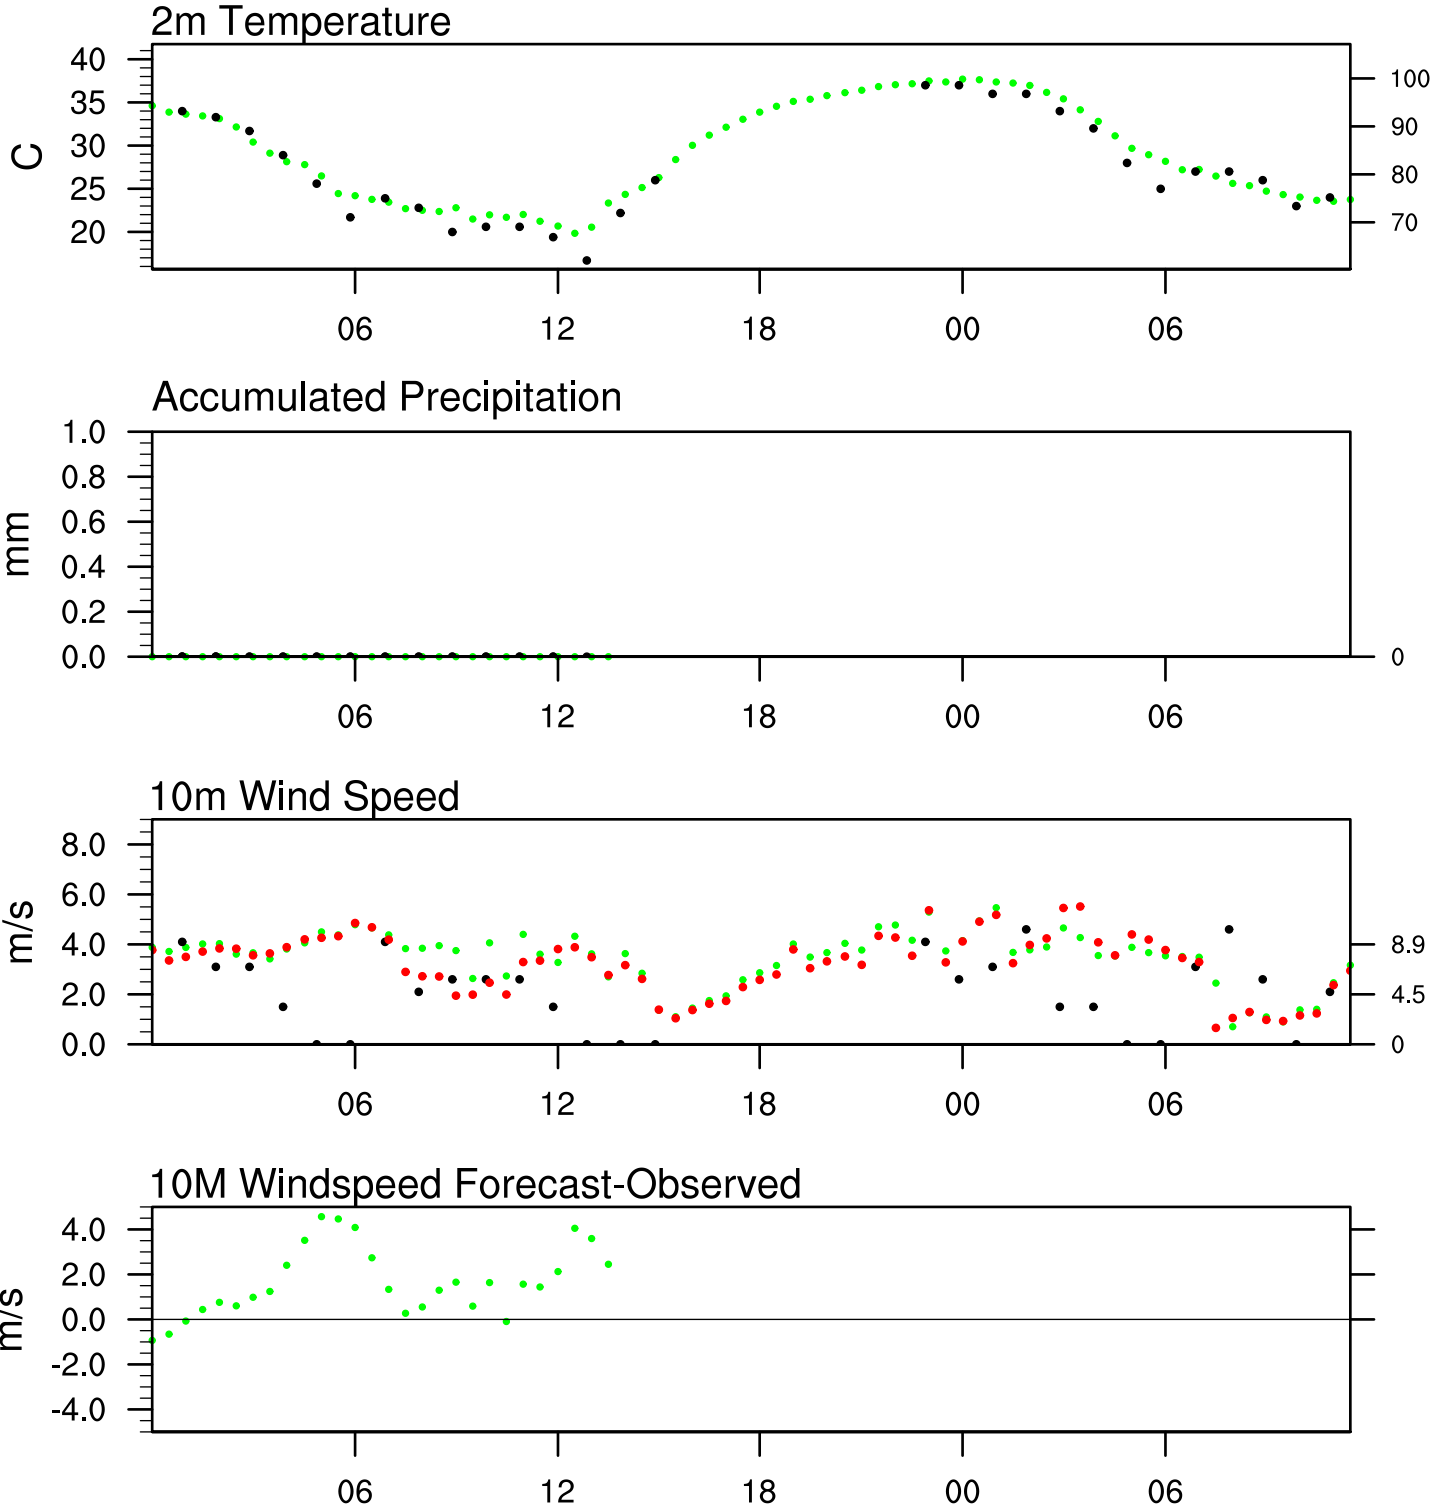 2m Temperature
40
35
30
25
20
C
100
90
80
70
06 12 18 00 06
Accumulated Precipitation
1.0
0.8
0.6
0.4
0.2
0.0
mm
0
06 12 18 00 06
10m Wind Speed
8.0
6.0
4.0
2.0
0.0
m/s
8.9
4.5
0
06 12 18 00 06
10M Windspeed Forecast-Observed
4.0
2.0
0.0
-2.0
-4.0
m/s
06 12 18 00 06